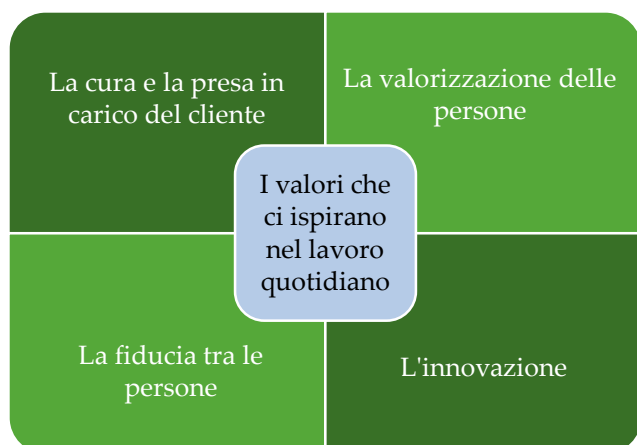 La cura e la presa in
carico del cliente
La valorizzazione delle
persone
I valori che
ci ispirano
nel lavoro
quotidiano
La fiducia tra le
persone
L'innovazione